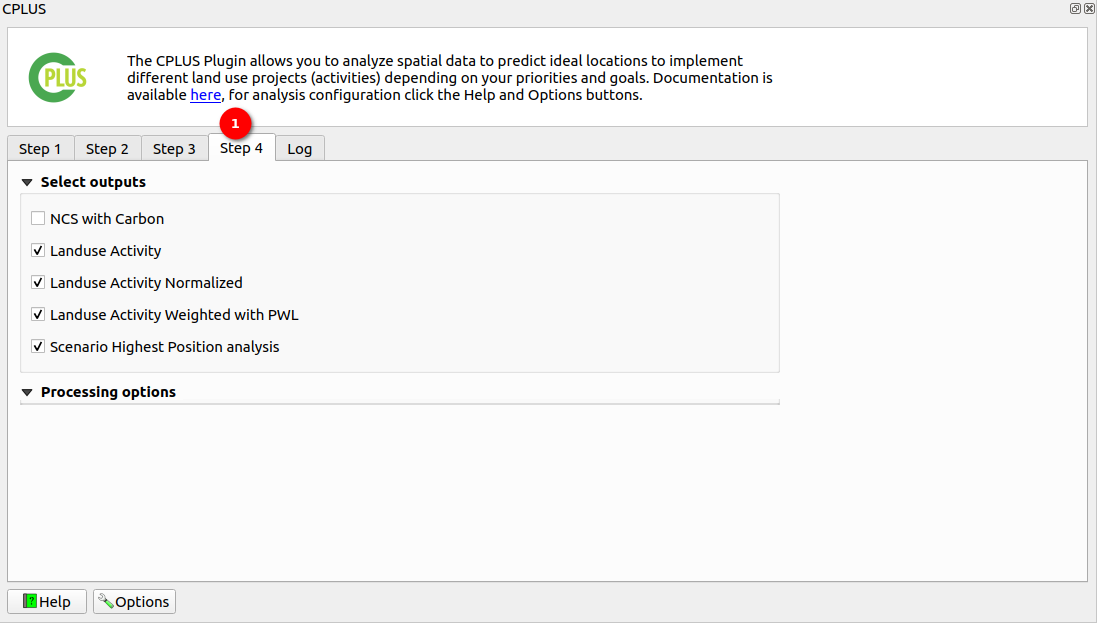 CPLUS
PLUS
The CPLUS Plugin allows you to analyze spatial data to predict ideal locations to implement
different land use projects (activities) depending on your priorities and goals. Documentation is
available here, for analysis configuration click the Help and Options buttons.
1
Step 1 Step 2 Step 3 Step 4 Log
Select outputs
NCS with Carbon
Landuse Activity
Landuse Activity Normalized
Landuse Activity Weighted with PWL
Scenario Highest Position analysis
Processing options
?Help Options